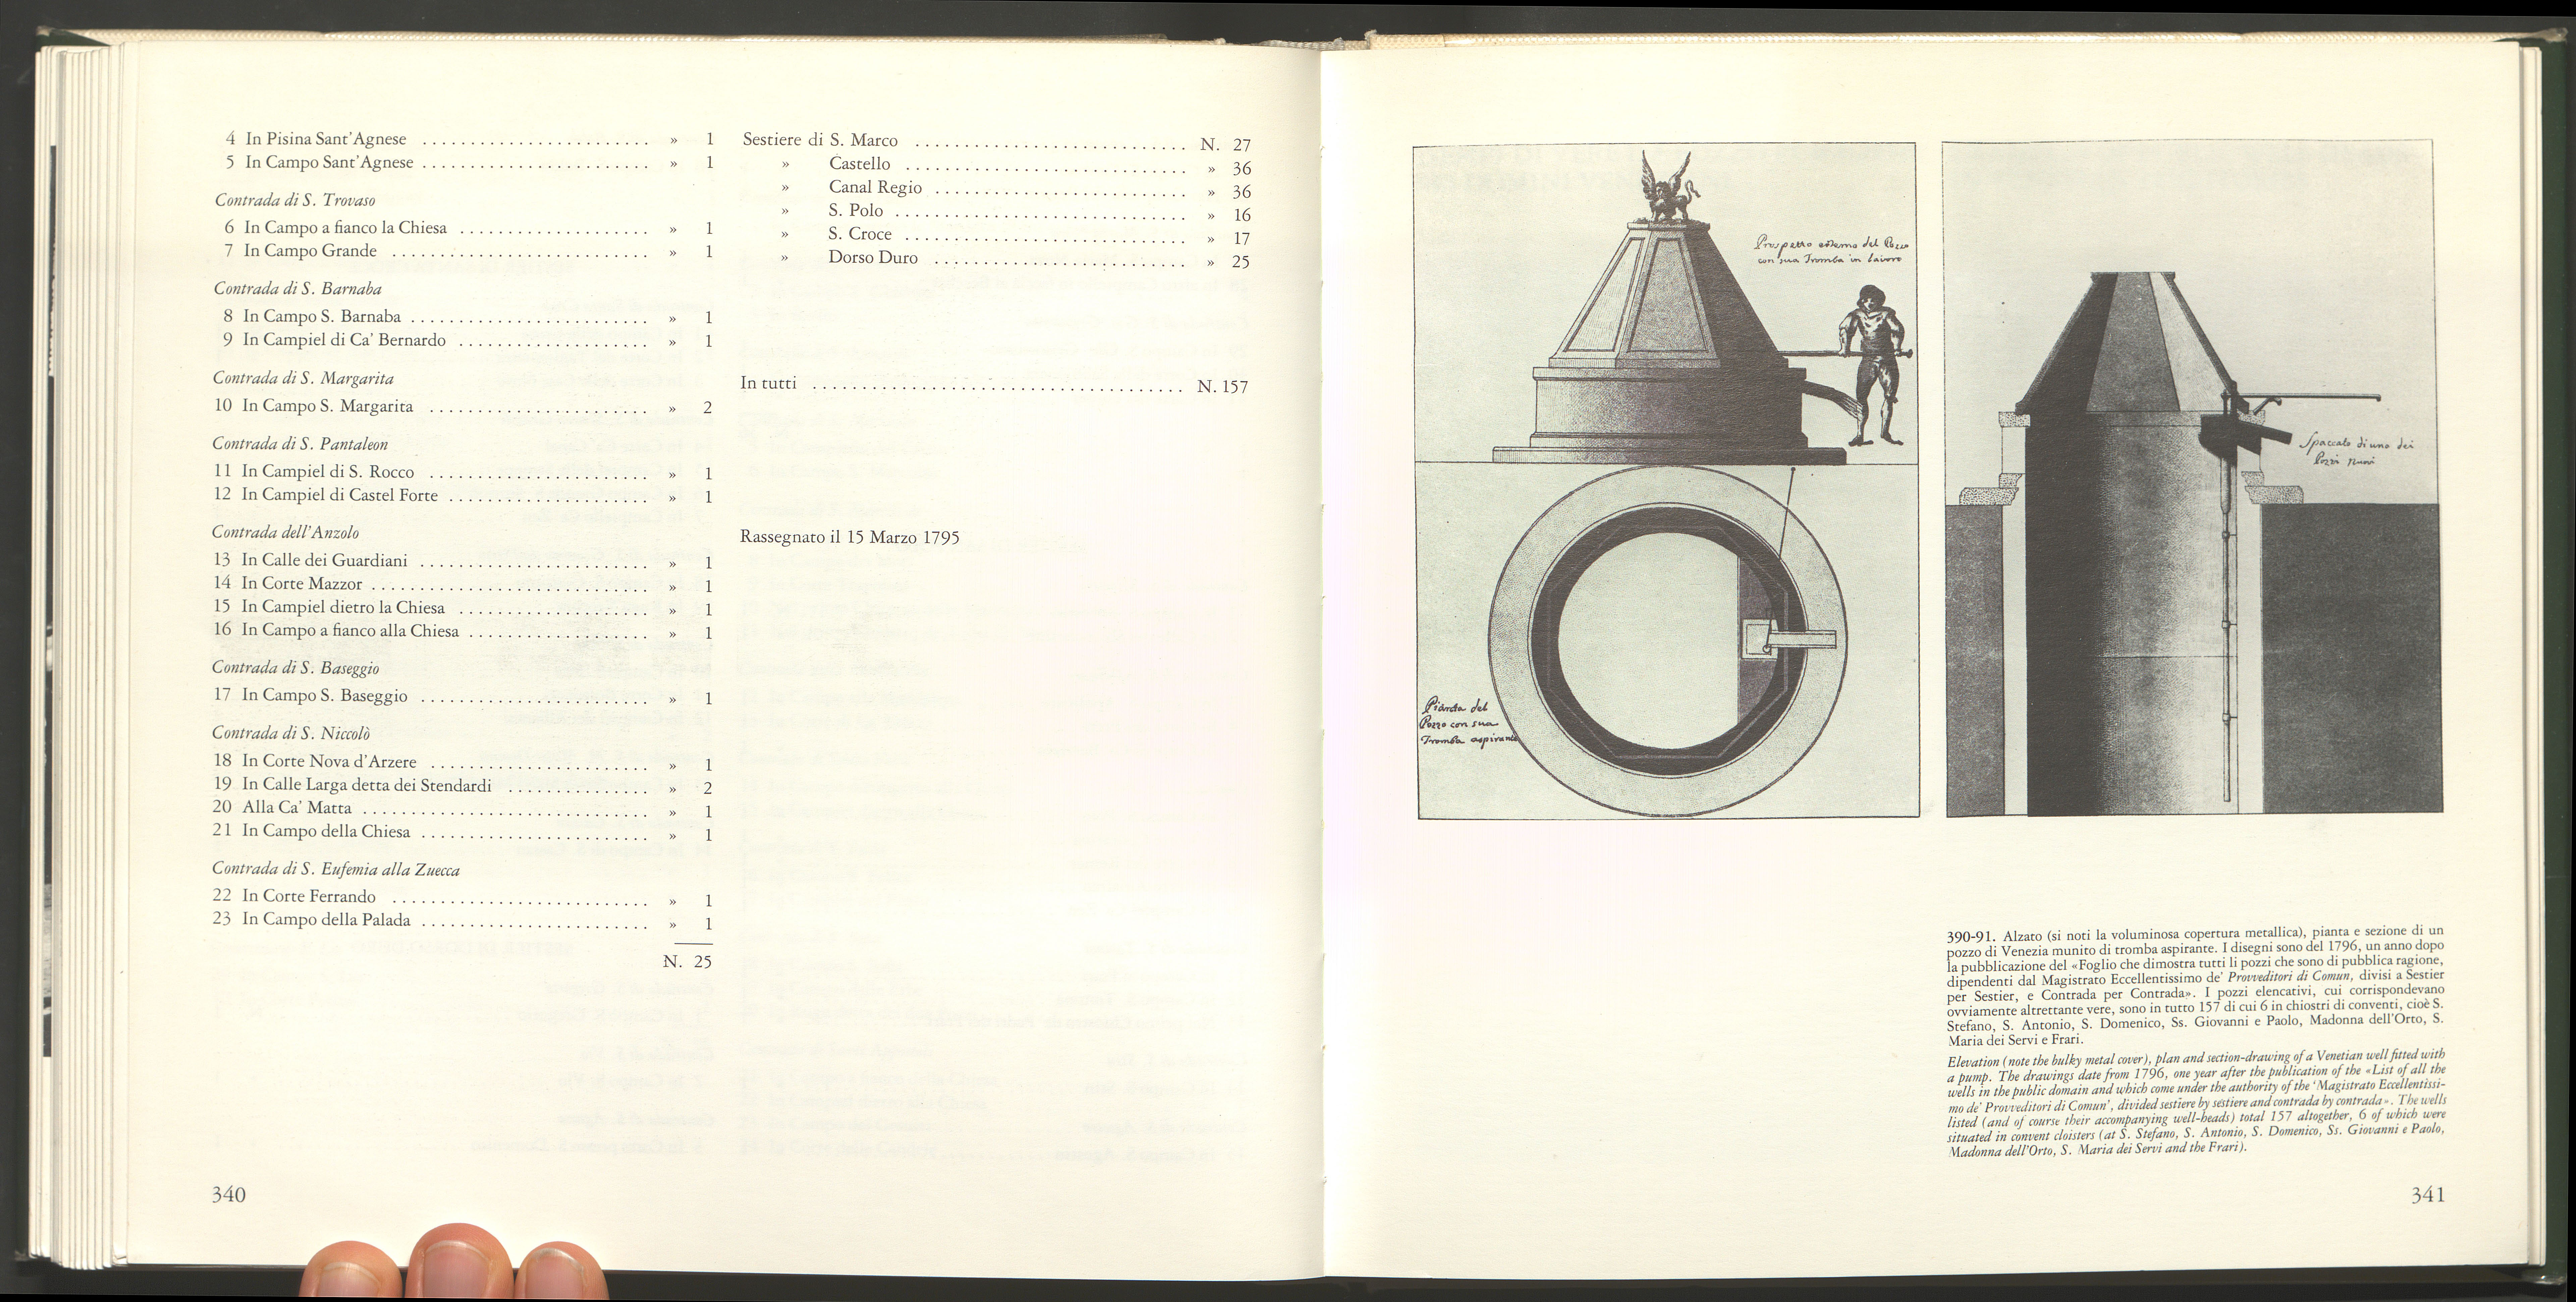 4 In Pisina Sant'Agnese .......................... » 1
5 In Campo Sant'Agnese .......................... » 1
Contrada di S. Trovaso
6 In Campo a fianco la Chiesa .................... » 1
7 In Campo Grande .......................... » 1
Contrada di S. Barnaba
8 In Campo S. Barnaba .......................... » 1
9 In Campiel di Ca' Bernardo .................... » 1
Contrada di S. Margarita
10 In Campo S. Margarita ....................... » 2
Contrada di S. Pantaleon
11 In Campiel di S. Rocco ....................... » 1
12 In Campiel di Castel Forte ..................... » 1
Contrada dell'Anzolo
13 In Calle dei Guardiani ........................ » 1
14 In Corte Mazzor ............................ » 1
15 In Campiel dietro la Chiesa .................... » 1
16 In Campo a fianco alla Chiesa ................... » 1
Contrada di S. Baseggio
17 In Campo S. Baseggio ........................ » 1
Contrada di S. Niccolò
18 In Corte Nova d'Arzere ....................... » 1
19 In Calle Larga detta dei Stendardi ............... » 2
20 Alla Ca' Matta ............................. » 1
21 In Campo della Chiesa ........................ » 1
Contrada di S. Eufemia alla Zuecca
22 In Corte Ferrando .......................... » 1
23 In Campo della Palada ........................ » 1
N. 25
340
Sestiere di S. Marco ............................ N. 27
» Castello ............................. » 36
» Canal Regio .......................... » 36
» S. Polo .............................. » 16
» S. Croce ............................. » 17
» Dorso Duro .......................... » 25
In tutti ...................................... N. 157
Rassegnato il 15 Marzo 1795
Prospetto esterno del Pozzo
con sua Tromba in lavoro
Pianta del
Pozzo con sua
Tromba aspirante
Spaccato di uno dei
Pozzi
390-91. Alzato (si noti la voluminosa copertura metallica), pianta e sezione di un
pozzo di Venezia munito di tromba aspirante. I disegni sono del 1796, un anno dopo
la pubblicazione del «Foglio che dimostra tutti li pozzi che sono di pubblica ragione,
dipendenti dal Magistrato Eccellentissimo de' Provveditori di Comun, divisi a Sestier
per Sestier, e Contrada per Contrada». I pozzi elencativi, cui corrispondevano
ovviamente altrettante vere, sono in tutto 157 di cui 6 in chiostri di conventi, cioè S.
Stefano, S. Antonio, S. Domenico, Ss. Giovanni e Paolo, Madonna dell'Orto, S.
Maria dei Servi e Frari.
Elevation (note the bulky metal cover), plan and section-drawing of a Venetian well fitted with
a pump. The drawings date from 1796, one year after the publication of the «List of all the
wells in the public domain and which come under the authority of the 'Magistrato Eccellentissi-
mo de' Provveditori di Comun', divided sestiere by sestiere and contrada by contrada». The wells
listed (and of course their accompanying well-heads) total 157 altogether, 6 of which were
situated in convent cloisters (at S. Stefano, S. Antonio, S. Domenico, Ss. Giovanni e Paolo,
Madonna dell'Orto, S. Maria dei Servi and the Frari).
341